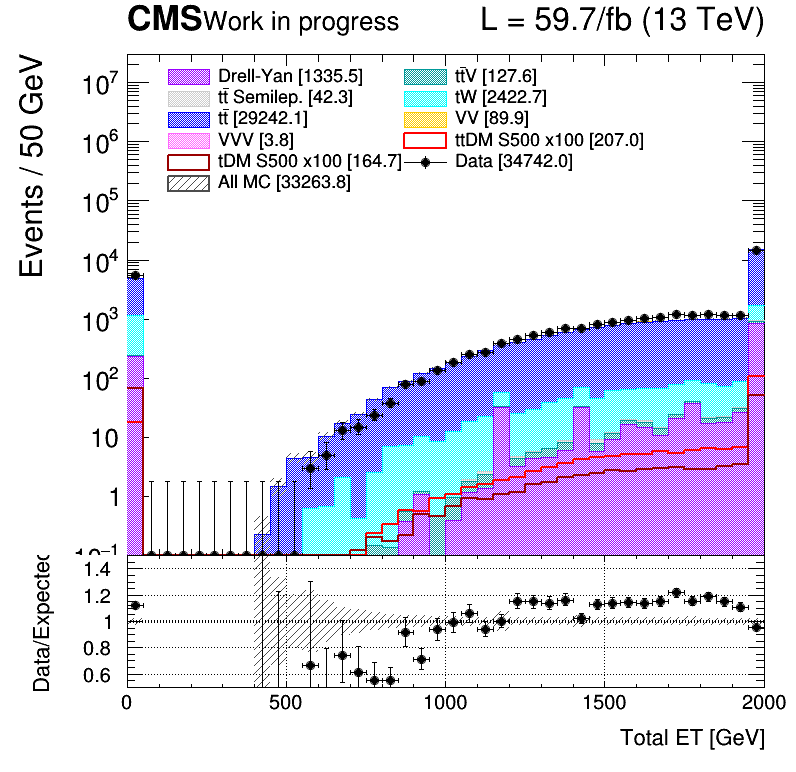 CMS Work in progress L = 59.7/fb (13 TeV)
Events / 50 GeV
10⁷
10⁶
10⁵
10⁴
10³
10²
10
1
10⁻¹
Drell-Yan [1335.5] tt̄V [127.6]
tt̄ Semilep. [42.3] tW [2422.7]
tt̄ [29242.1] VV [89.9]
VVV [3.8] ttDM S500 x100 [207.0]
tDM S500 x100 [164.7] Data [34742.0]
All MC [33263.8]
Data/Expected
1.4
1.2
1
0.8
0.6
0 500 1000 1500 2000
Total ET [GeV]